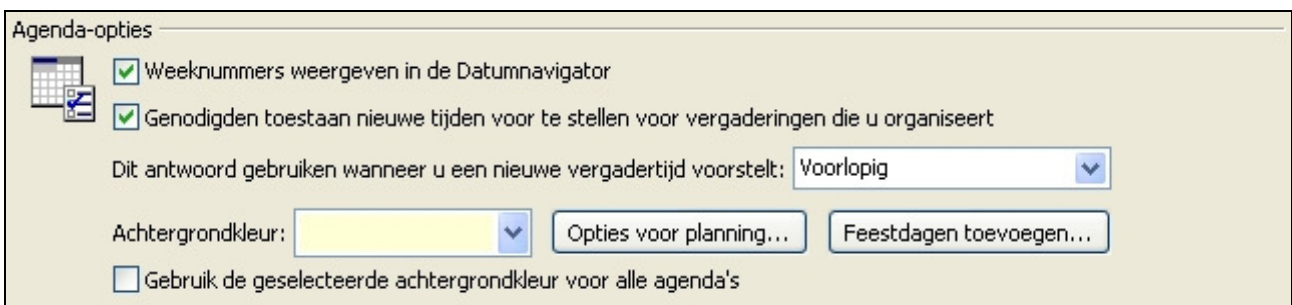 Agenda-opties
Weeknummers weergeven in de Datumnavigator
Genodigden toestaan nieuwe tijden voor te stellen voor vergaderingen die u organiseert
Dit antwoord gebruiken wanneer u een nieuwe vergadertijd voorstelt: Voorlopig
Achtergrondkleur: Opties voor planning... Feestdagen toevoegen...
Gebruik de geselecteerde achtergrondkleur voor alle agenda's